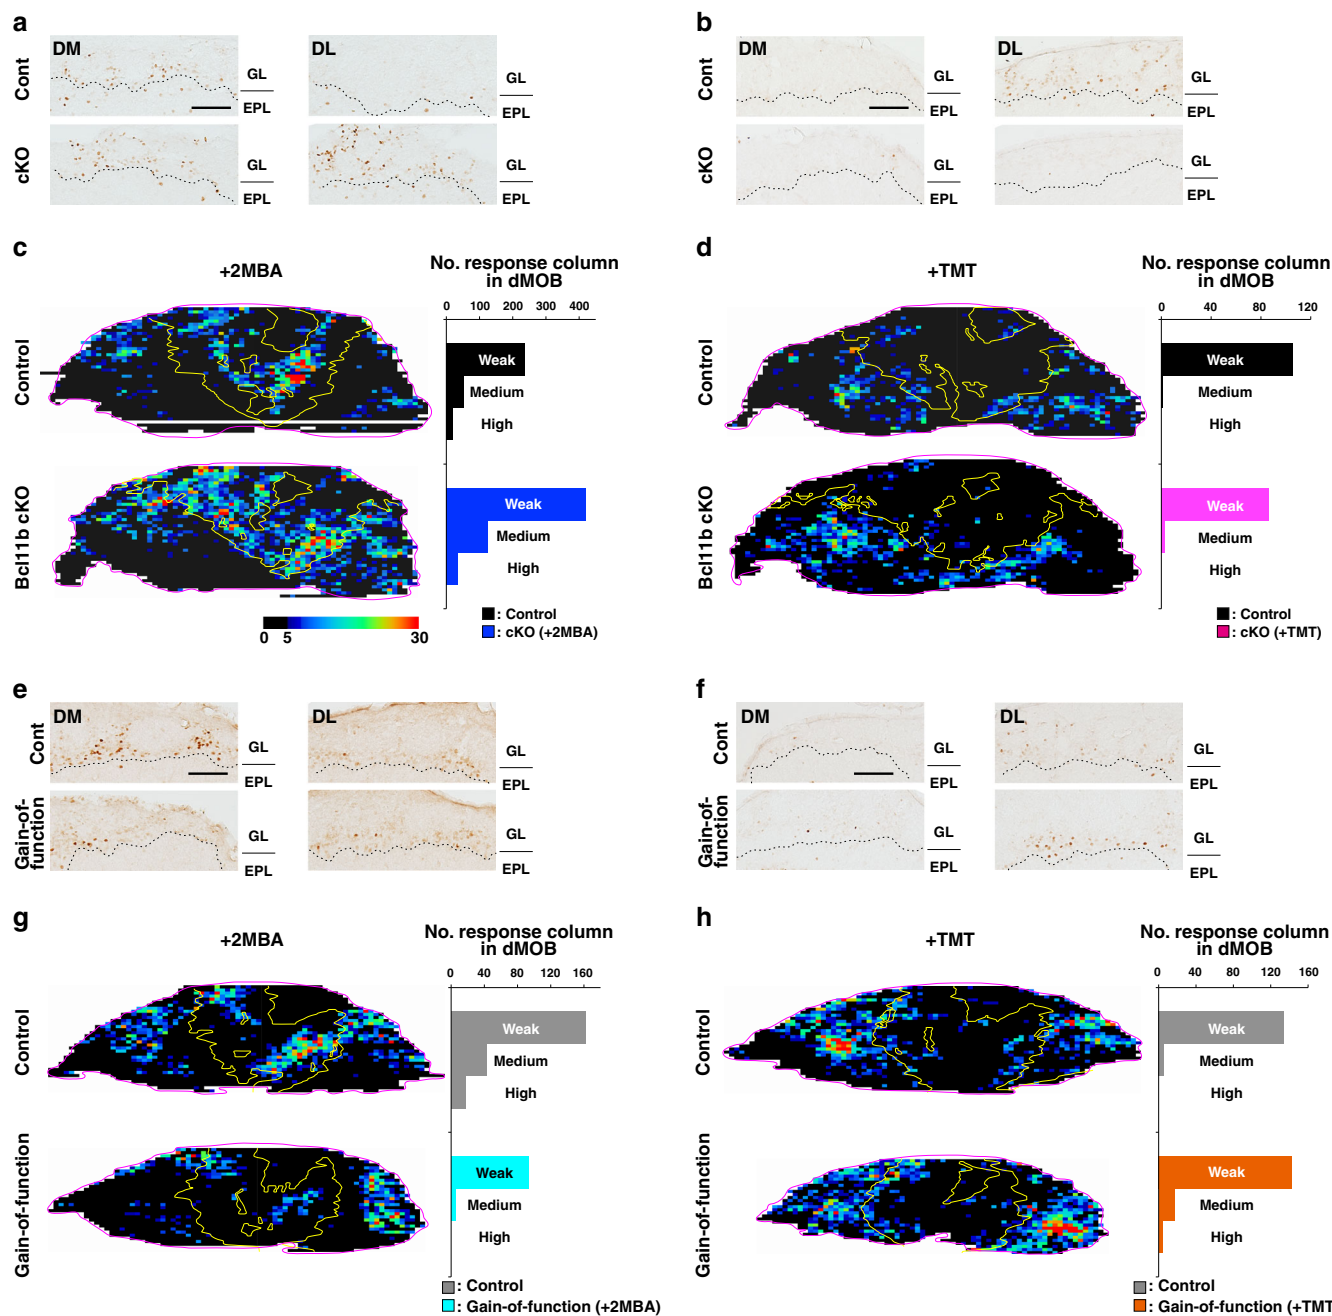 a
DM
DL
Cont
GL
EPL
GL
EPL
cKO
GL
EPL
GL
EPL
b
DM
DL
Cont
GL
EPL
GL
EPL
cKO
GL
EPL
GL
EPL
c
+2MBA
No. response column
in dMOB
0 100 200 300 400
Control
Weak
Medium
High
Bcl11b cKO
Weak
Medium
High
0 5 30
: Control
: cKO (+2MBA)
d
+TMT
No. response column
in dMOB
0 40 80 120
Control
Weak
Medium
High
Bcl11b cKO
Weak
Medium
High
: Control
: cKO (+TMT)
e
DM
DL
Cont
GL
EPL
GL
EPL
Gain-of-
function
GL
EPL
GL
EPL
f
DM
DL
Cont
GL
EPL
GL
EPL
Gain-of-
function
GL
EPL
GL
EPL
g
+2MBA
No. response column
in dMOB
0 40 80 120 160
Control
Weak
Medium
High
Gain-of-function
Weak
Medium
High
: Control
: Gain-of-function (+2MBA)
h
+TMT
No. response column
in dMOB
0 40 80 120 160
Control
Weak
Medium
High
Gain-of-function
Weak
Medium
High
: Control
: Gain-of-function (+TMT